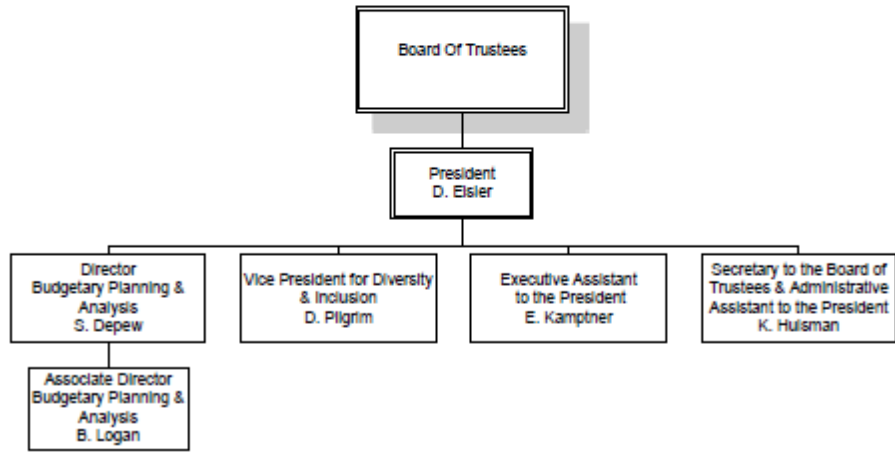 Board Of Trustees
President
D. Eisler
Director
Budgetary Planning &
Analysis
S. Depew
Vice President for Diversity
& Inclusion
D. Pilgrim
Executive Assistant
to the President
E. Kamptner
Secretary to the Board of
Trustees & Administrative
Assistant to the President
K. Hulsman
Associate Director
Budgetary Planning &
Analysis
B. Logan